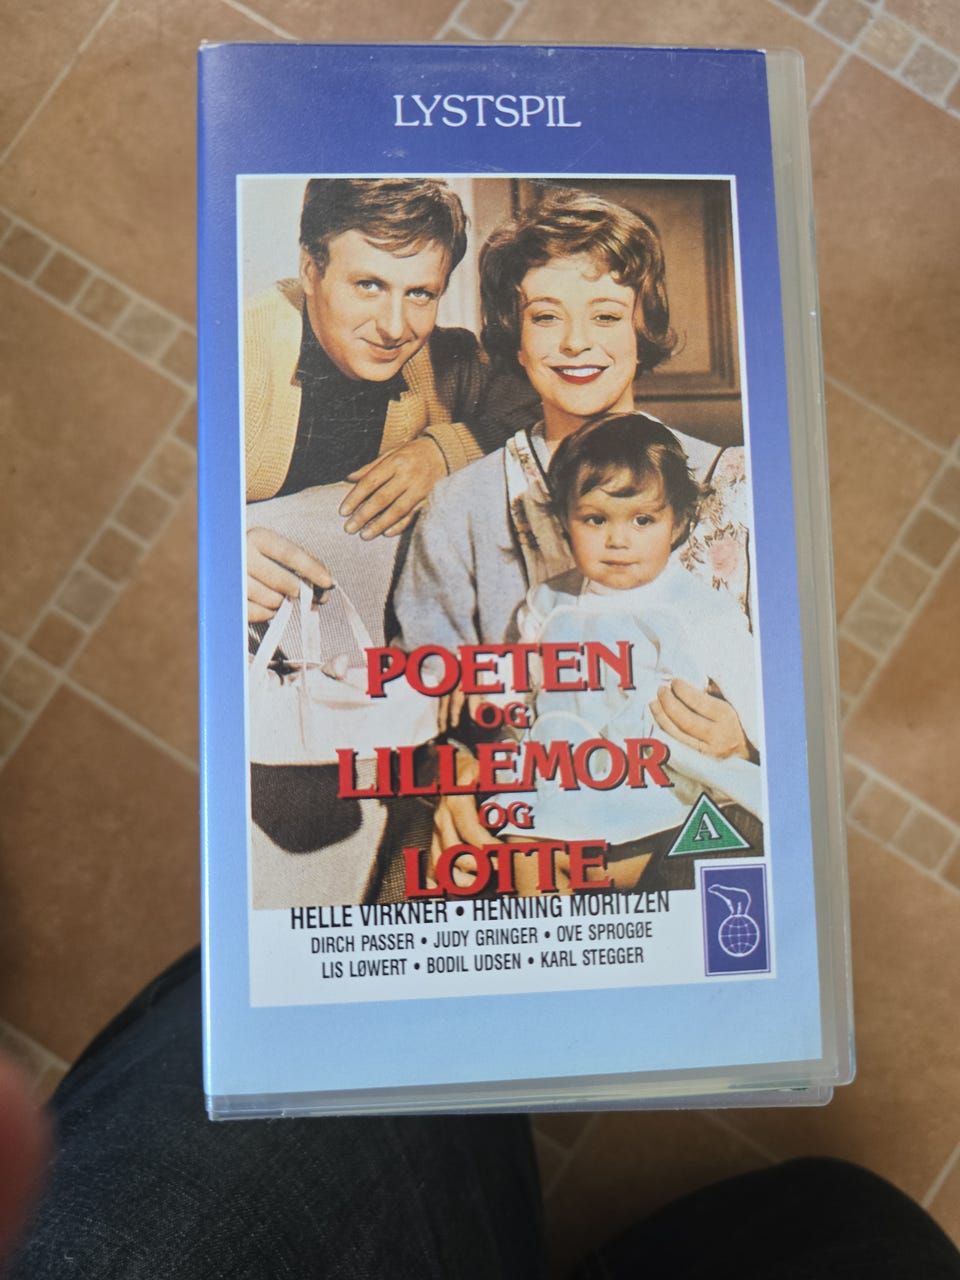 LYSTSPIL
POETEN
OG
LILLEMOR
OG
LOTTE
A
HELLE VIRKNER • HENNING MORITZEN
DIRCH PASSER • JUDY GRINGER • OVE SPROGØE
LIS LØWERT • BODIL UDSEN • KARL STEGGER